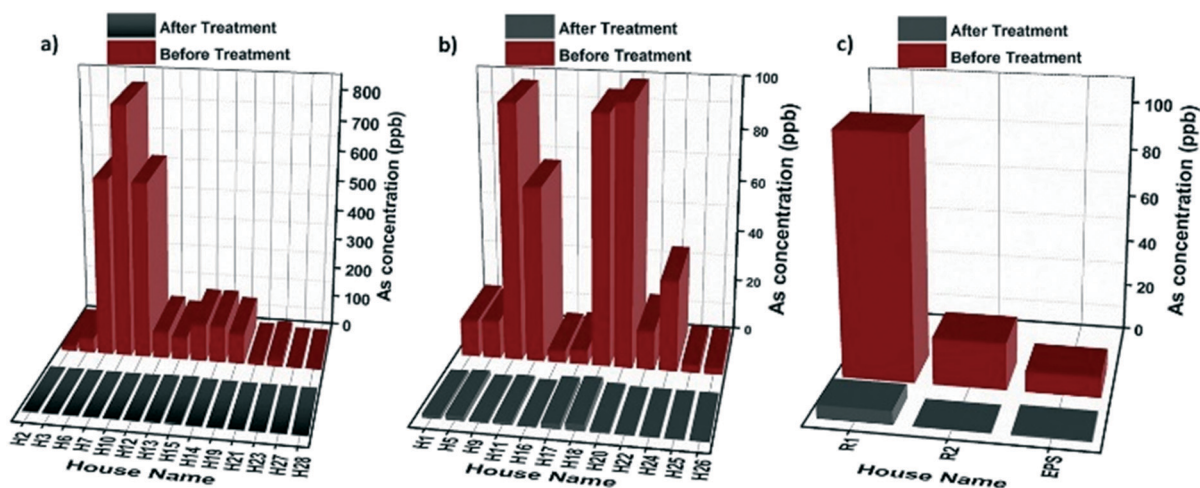 a)
After Treatment
Before Treatment
800
700
600
500
400
300
200
100
0
As concentration (ppb)
H2
H3
H6
H7
H10
H12
H13
H15
H14
H19
H21
H23
H27
H28
House Name
b)
After Treatment
Before Treatment
100
80
60
40
20
0
As concentration (ppb)
H1
H5
H9
H11
H16
H17
H18
H20
H22
H24
H25
H26
House Name
c)
After Treatment
Before Treatment
100
80
60
40
20
0
As concentration (ppb)
R1
R2
EPS
House Name